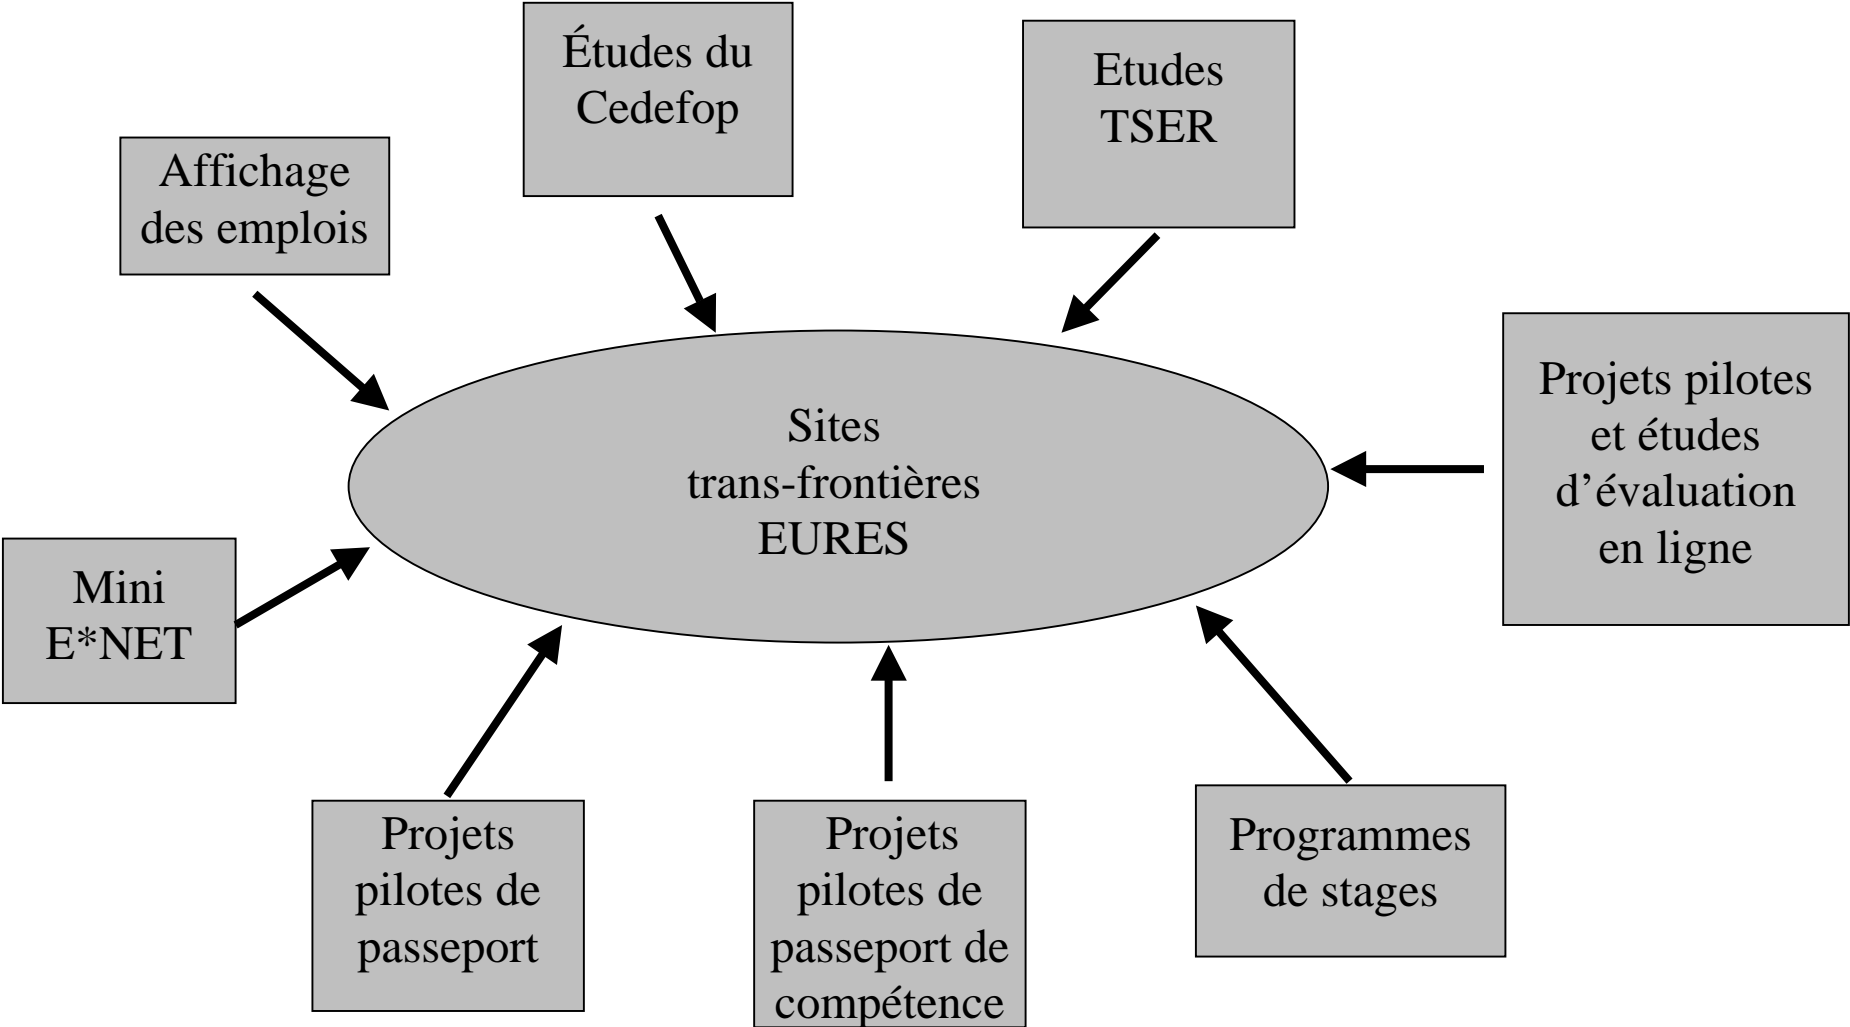 Études du
Cedefop
Etudes
TSER
Affichage
des emplois
Projets pilotes
et études
d’évaluation
en ligne
Sites
trans-frontières
EURES
Mini
E*NET
Projets
pilotes de
passeport
Projets
pilotes de
passeport de
compétence
Programmes
de stages